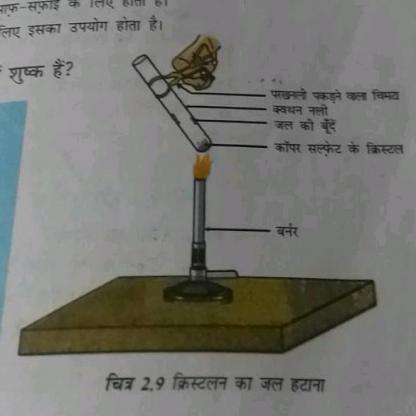 साफ़-सफ़ाई के लिए होता है।
लिए इसका उपयोग होता है।
शुष्क हैं?
परखनली पकड़ने वाला चिमटा
क्वथन नली
जल की बूँदें
कॉपर सल्फ़ेट के क्रिस्टल
बर्नर
चित्र 2.9 क्रिस्टलन का जल हटाना